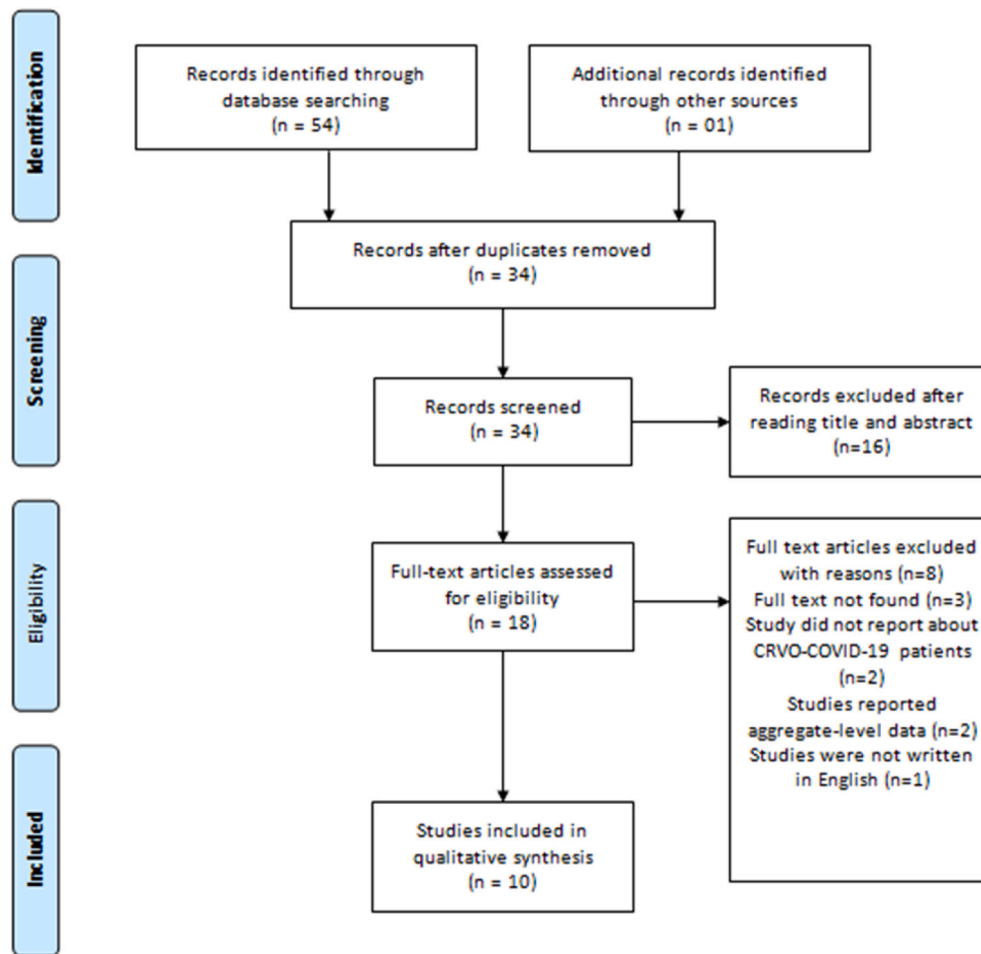 Identification
Records identified through
database searching
(n = 54)
Additional records identified
through other sources
(n = 01)
Records after duplicates removed
(n = 34)
Screening
Records screened
(n = 34)
Records excluded after
reading title and abstract
(n=16)
Eligibility
Full-text articles assessed
for eligibility
(n = 18)
Full text articles excluded
with reasons (n=8)
Full text not found (n=3)
Study did not report about
CRVO-COVID-19 patients
(n=2)
Studies reported
aggregate-level data (n=2)
Studies were not written
in English (n=1)
Included
Studies included in
qualitative synthesis
(n = 10)